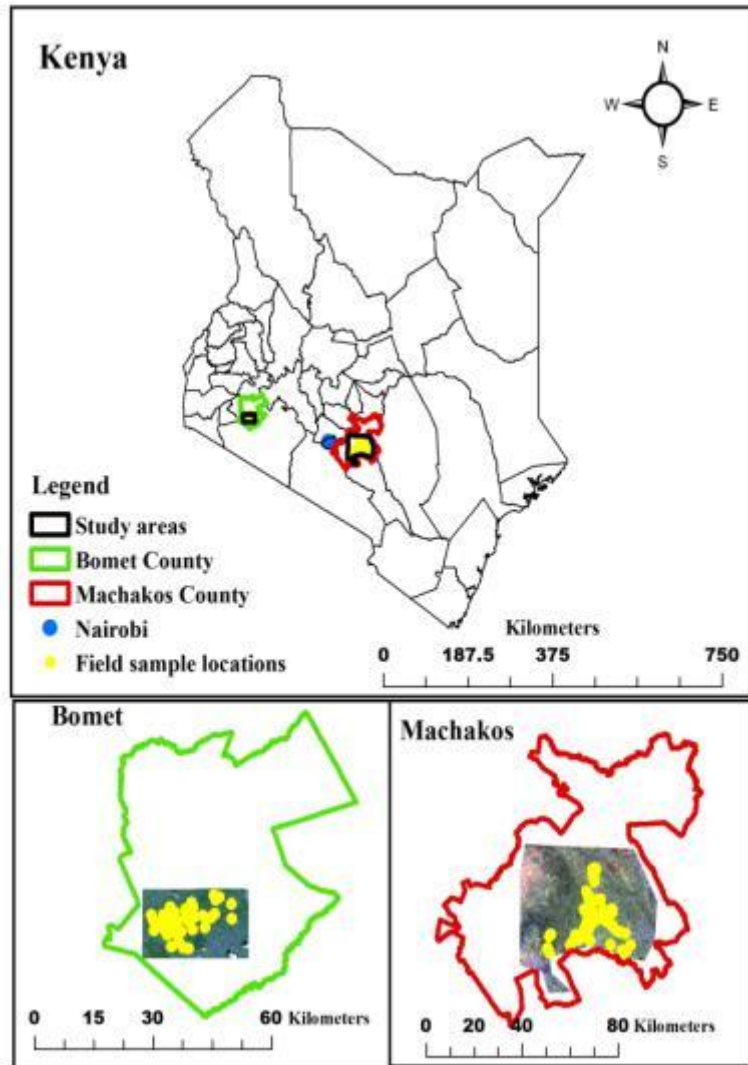 Kenya
N
W E
S
Legend
Study areas
Bomet County
Machakos County
Nairobi
Field sample locations
Kilometers
0 187.5 375 750
Bomet
0 15 30 60 Kilometers
Machakos
0 20 40 80 Kilometers